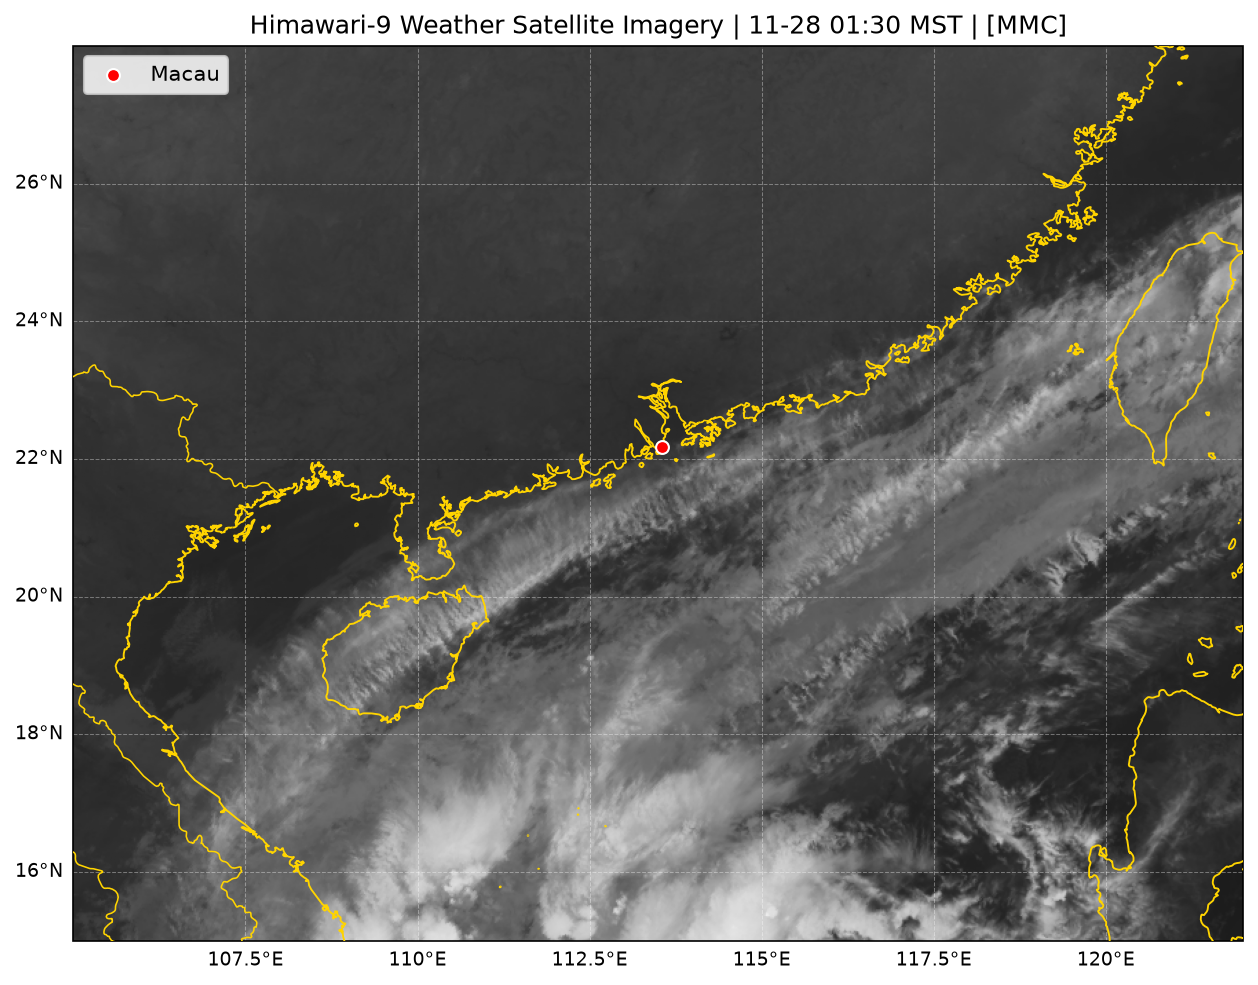 Himawari-9 Weather Satellite Imagery | 11-28 01:30 MST | [MMC]
Macau
26°N
24°N
22°N
20°N
18°N
16°N
107.5°E 110°E 112.5°E 115°E 117.5°E 120°E